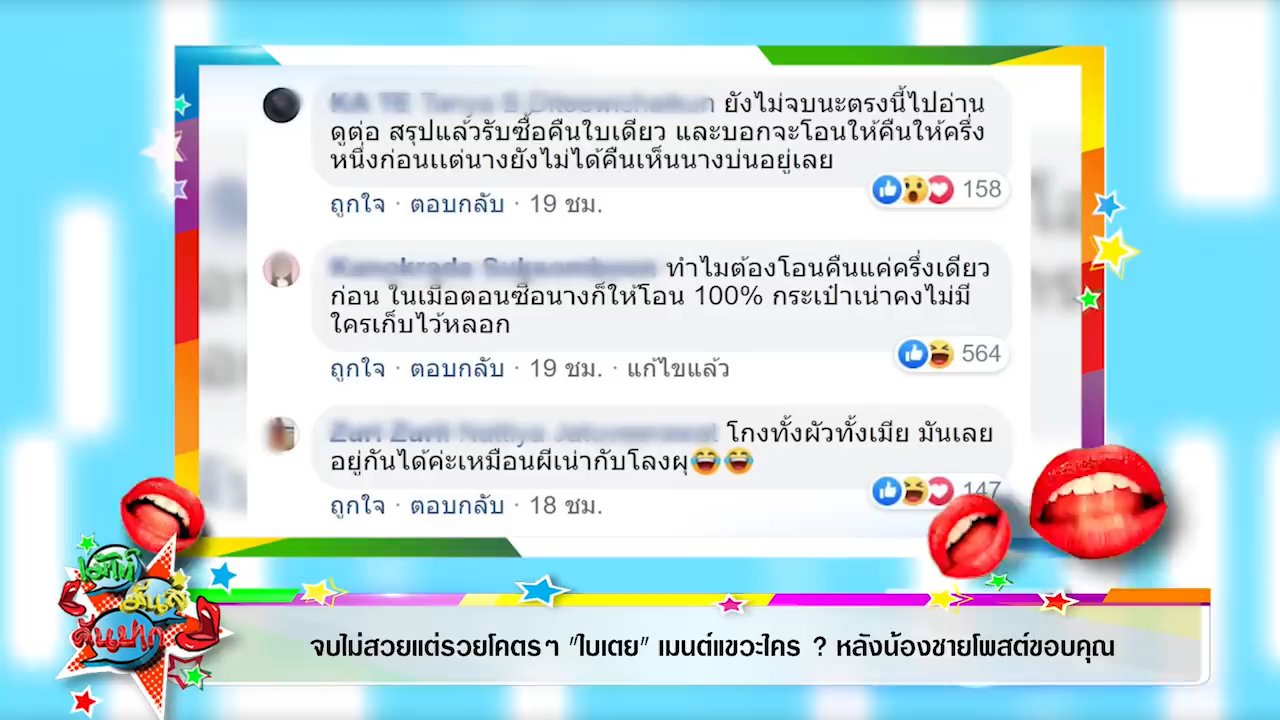 ยังไม่จบนะตรงนี้ไปอ่าน
ดูต่อ สรุปแล้วรับซื้อคืนใบเดียว และบอกจะโอนให้คืนให้ครึ่ง
หนึ่งก่อนแต่นางยังไม่ได้คืนเห็นนางบ่นอยู่เลย
158
ถูกใจ · ตอบกลับ · 19 ชม.
ทำไมต้องโอนคืนแค่ครึ่งเดียว
ก่อน ในเมื่อตอนซื้อนางก็ให้โอน 100% กระเป๋าเน่าคงไม่มี
ใครเก็บไว้หลอก
564
ถูกใจ · ตอบกลับ · 19 ชม. · แก้ไขแล้ว
โกงทั้งผัวทั้งเมีย มันเลย
อยู่กันได้ค่ะเหมือนผีเน่ากับโลงผุ😂😂
147
ถูกใจ · ตอบกลับ · 18 ชม.
เม้าท์
มันส์
คันปาก
จบไม่สวยแต่รวยโคตรๆ "ใบเตย" เมนต์แขวะใคร ? หลังน้องชายโพสต์ขอบคุณ